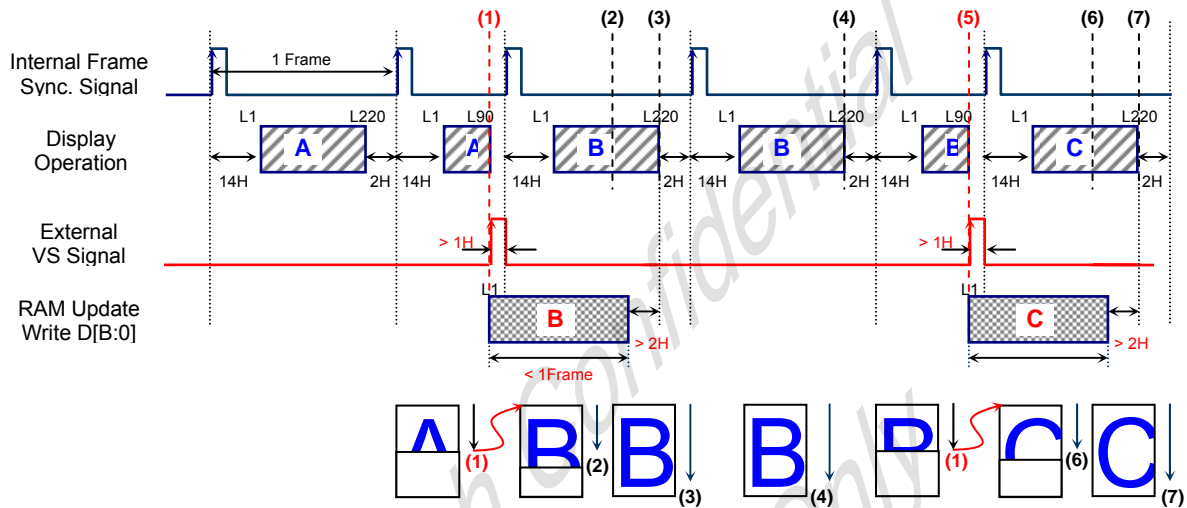 (1) (2) (3) (4) (5) (6) (7)
Internal Frame
Sync. Signal
1 Frame
L1 L220 L1 L90 L1 L220 L1 L220 L1 L90 L1 L220
Display
Operation
A A B B B C
14H 2H 14H 14H 2H 14H 2H 14H 14H 2H
External
VS Signal
> 1H > 1H
L1 L1
RAM Update
Write D[B:0]
B C
> 2H > 2H
< 1Frame
A B B B B C C
(1) (2) (3) (4) (1) (6) (7)
h Confidential
only